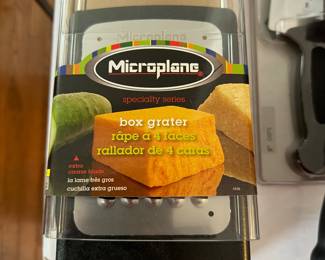 Microplane
specialty series
box grater
râpe à 4 faces
rallador de 4 caras
extra
coarse blade
la lame très gros
cuchilla extra grueso